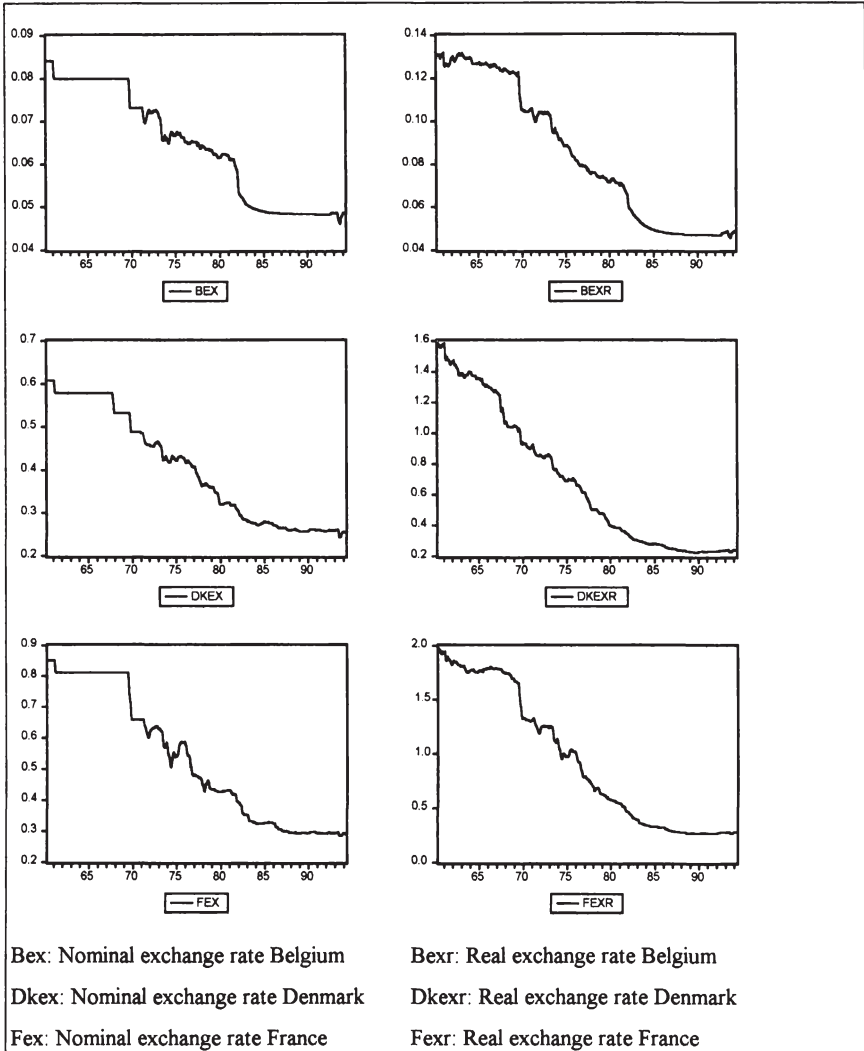 0.09
0.08
0.07
0.06
0.05
0.04
65 70 75 80 85 90
BEX
0.14
0.12
0.10
0.08
0.06
0.04
65 70 75 80 85 90
BEXR
0.7
0.6
0.5
0.4
0.3
0.2
65 70 75 80 85 90
DKEX
1.6
1.4
1.2
1.0
0.8
0.6
0.4
0.2
65 70 75 80 85 90
DKEXR
0.9
0.8
0.7
0.6
0.5
0.4
0.3
0.2
65 70 75 80 85 90
FEX
2.0
1.5
1.0
0.5
0.0
65 70 75 80 85 90
FEXR
Bex: Nominal exchange rate Belgium
Bexr: Real exchange rate Belgium
Dkex: Nominal exchange rate Denmark
Dkexr: Real exchange rate Denmark
Fex: Nominal exchange rate France
Fexr: Real exchange rate France